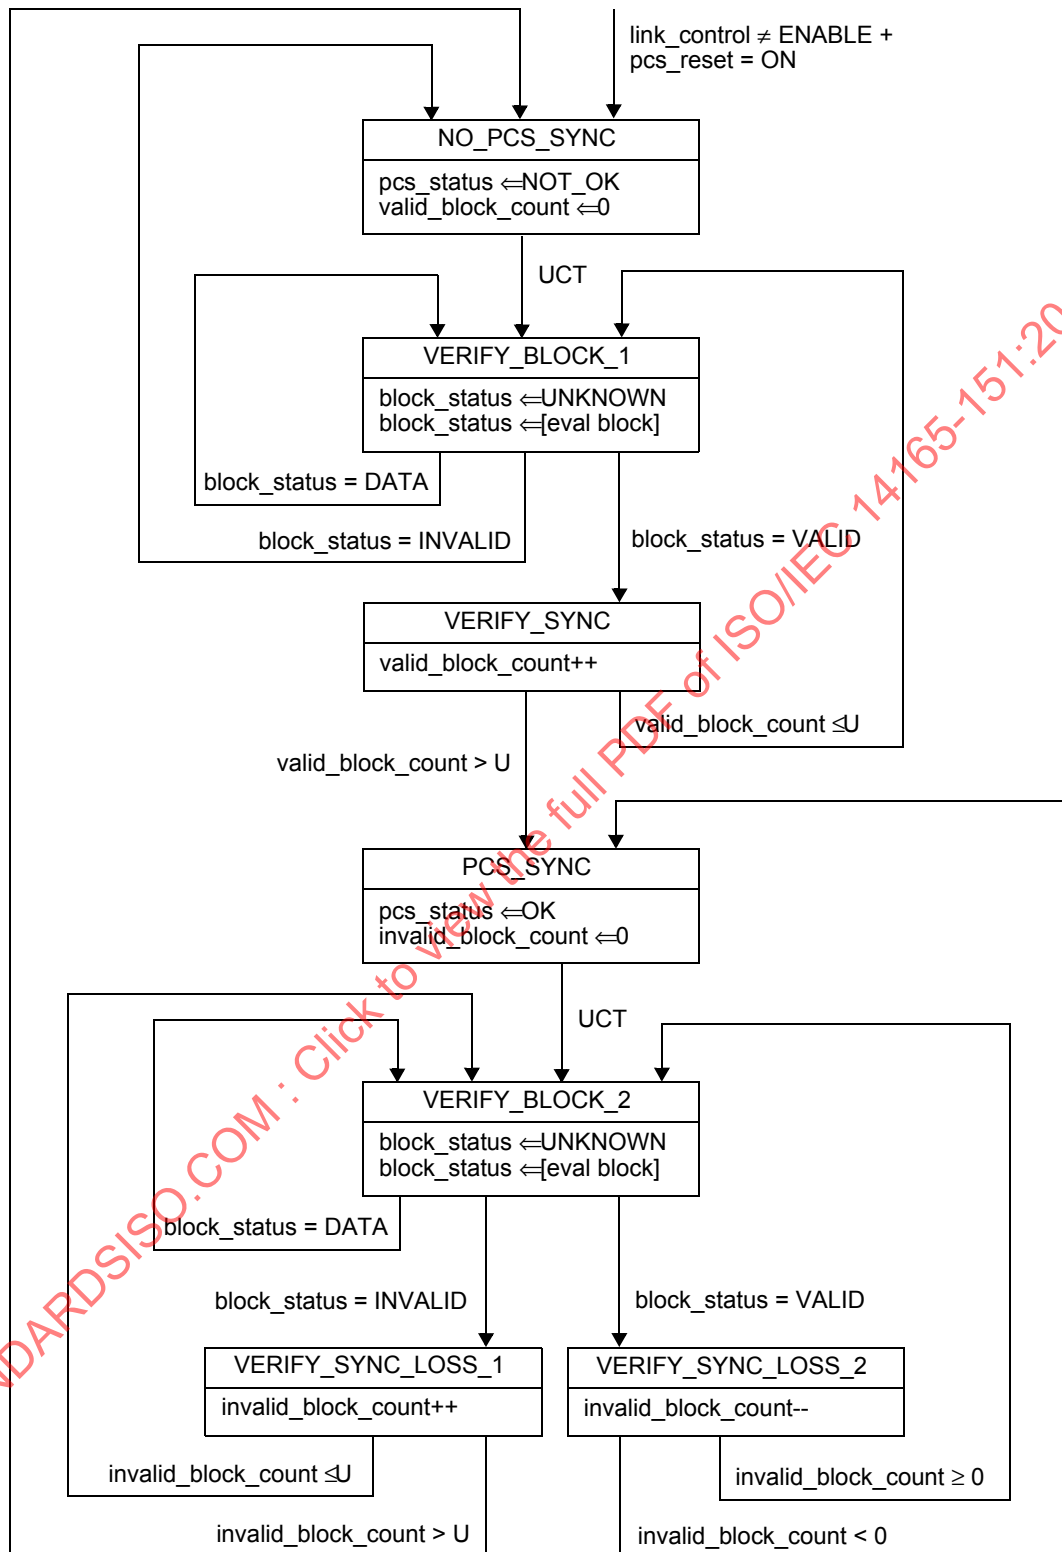 link_control ≠ ENABLE +
pcs_reset = ON
NO_PCS_SYNC
pcs_status ⇐NOT_OK
valid_block_count ⇐0
UCT
VERIFY_BLOCK_1
block_status ⇐UNKNOWN
block_status ⇐[eval block]
block_status = DATA
block_status = INVALID
block_status = VALID
VERIFY_SYNC
valid_block_count++
valid_block_count ≤U
valid_block_count > U
PCS_SYNC
pcs_status ⇐OK
invalid_block_count ⇐0
UCT
VERIFY_BLOCK_2
block_status ⇐UNKNOWN
block_status ⇐[eval block]
block_status = DATA
block_status = INVALID
block_status = VALID
VERIFY_SYNC_LOSS_1
invalid_block_count++
VERIFY_SYNC_LOSS_2
invalid_block_count--
invalid_block_count ≤U
invalid_block_count ≥ 0
invalid_block_count > U
invalid_block_count < 0
NDARDSISO.COM : Click to view the full PDF of ISO/IEC 14165-151:20